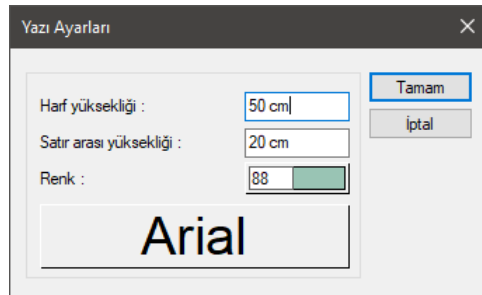 Yazı Ayarları
Harf yüksekliği : 50 cm
Satır arası yüksekliği : 20 cm
Renk : 88
Arial
Tamam
İptal